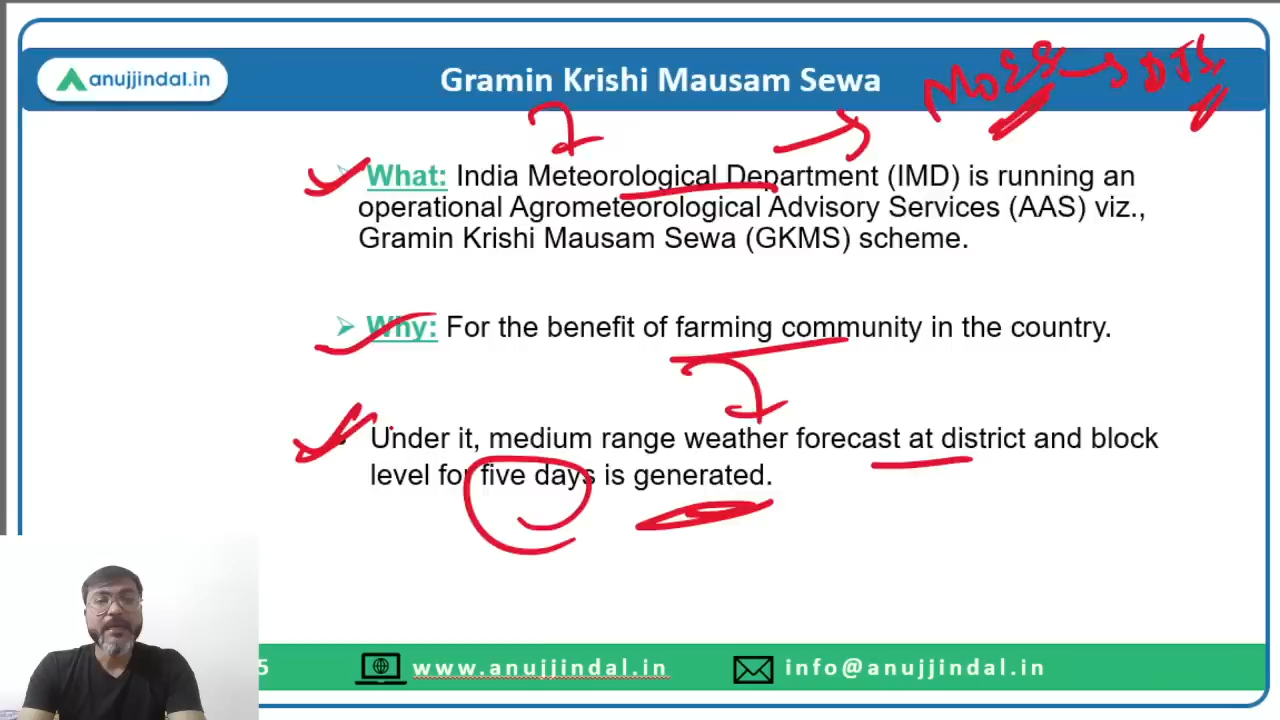 anujjindal.in
Gramin Krishi Mausam Sewa
MoES → DJS
What: India Meteorological Department (IMD) is running an
operational Agrometeorological Advisory Services (AAS) viz.,
Gramin Krishi Mausam Sewa (GKMS) scheme.
Why: For the benefit of farming community in the country.
Under it, medium range weather forecast at district and block
level for five days is generated.
5
www.anujjindal.in
info@anujjindal.in